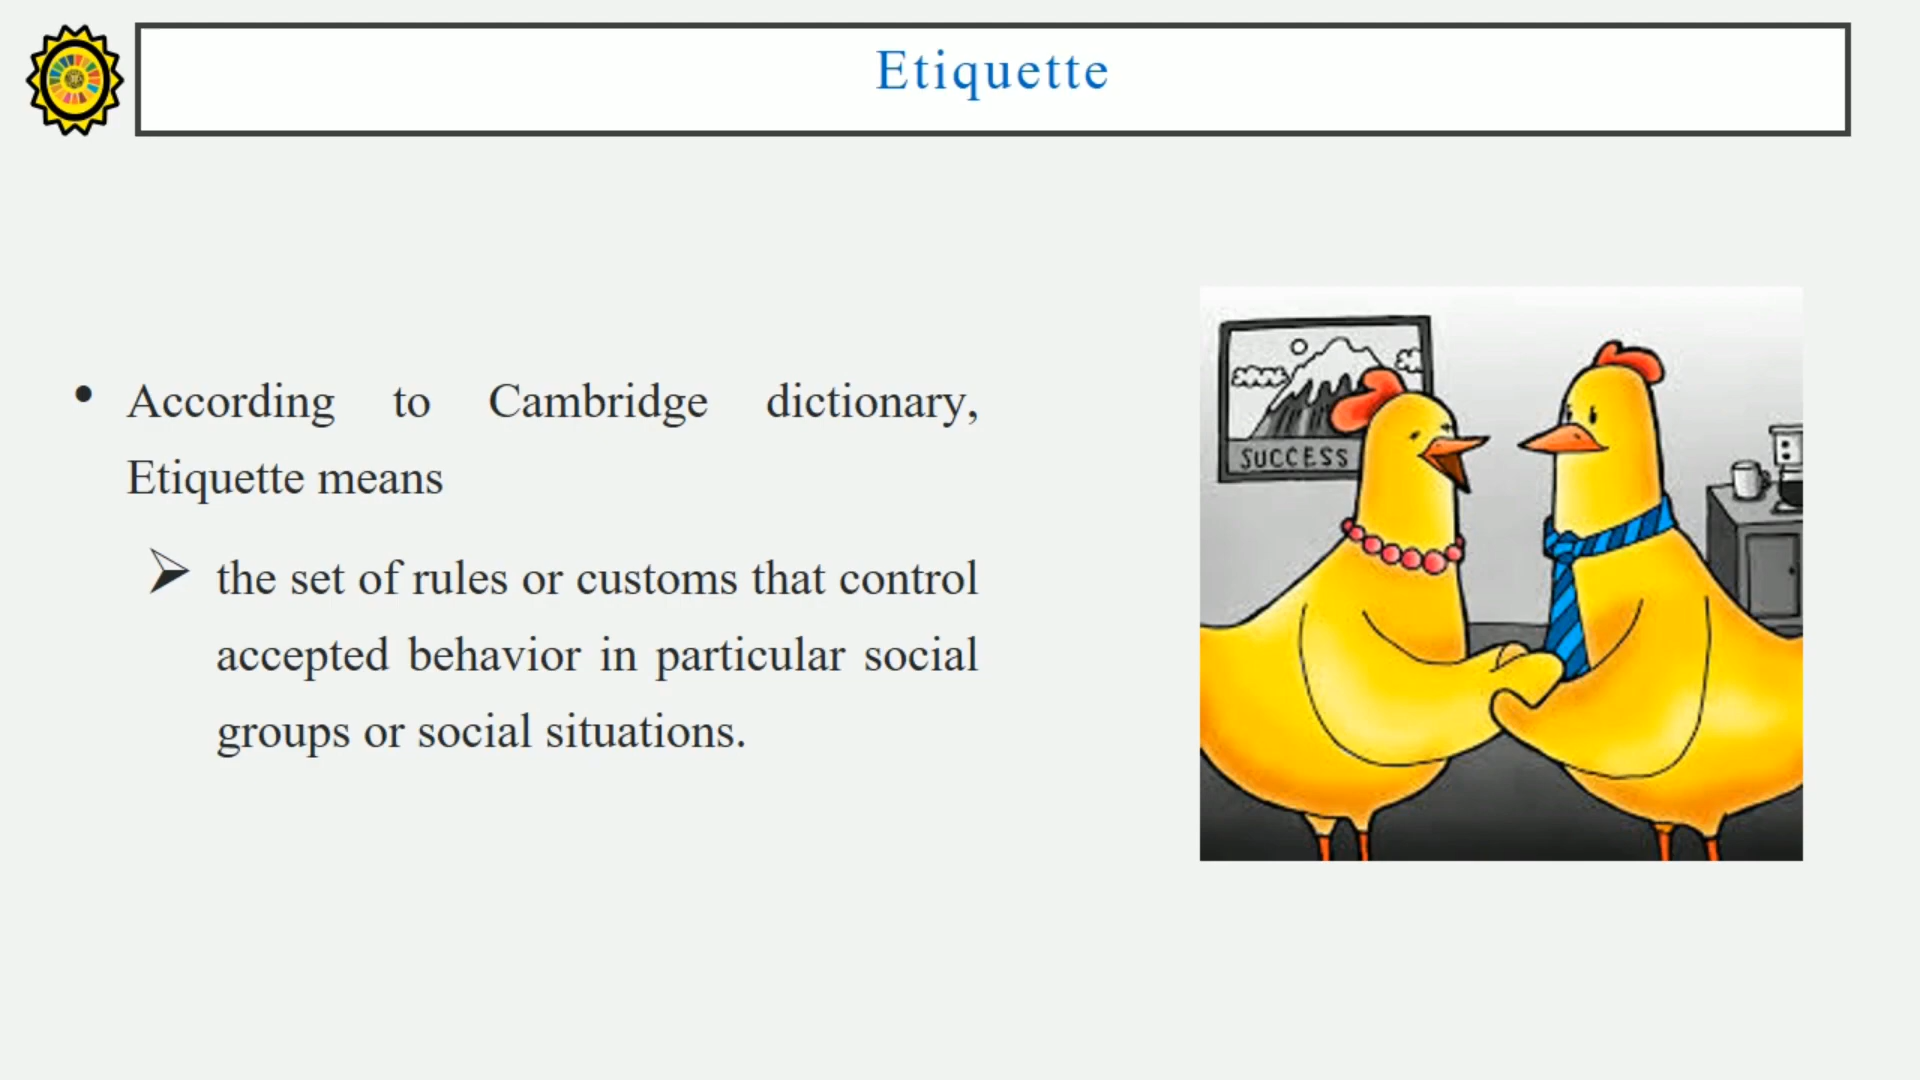 Etiquette
• According to Cambridge dictionary,
Etiquette means
➢ the set of rules or customs that control
accepted behavior in particular social
groups or social situations.
SUCCESS